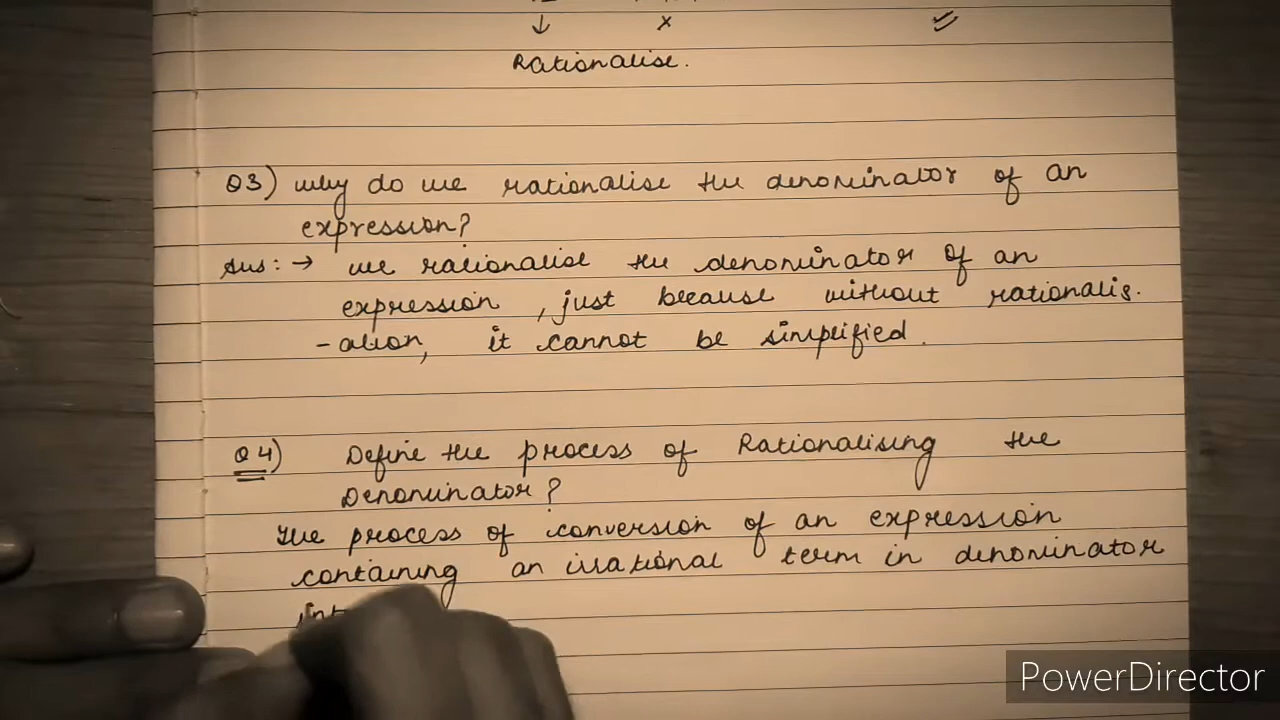 Rationalise.
Q3) why do we rationalise the denominator of an
expression?
Ans: → we rationalise the denominator of an
expression, just because without rationalis.
-ation, it cannot be simplified.
Q4) Define the process of Rationalising the
Denominator?
The process of conversion of an expression
containing an irrational term in denominator
PowerDirector